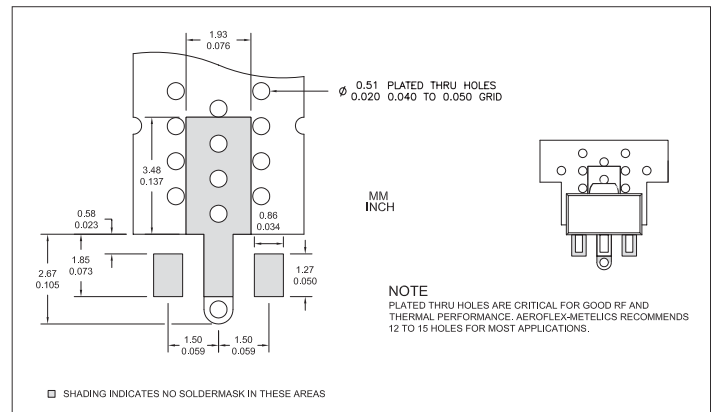 1.93
0.076
Ø 0.51 PLATED THRU HOLES
0.020 0.040 TO 0.050 GRID
3.48
0.137
0.86
0.034
MM
INCH
0.58
0.023
1.85
0.073
2.67
0.105
1.27
0.050
1.50
0.059
1.50
0.059
NOTE
PLATED THRU HOLES ARE CRITICAL FOR GOOD RF AND
THERMAL PERFORMANCE. AEROFLEX-METELICS RECOMMENDS
12 TO 15 HOLES FOR MOST APPLICATIONS.
SHADING INDICATES NO SOLDERMASK IN THESE AREAS